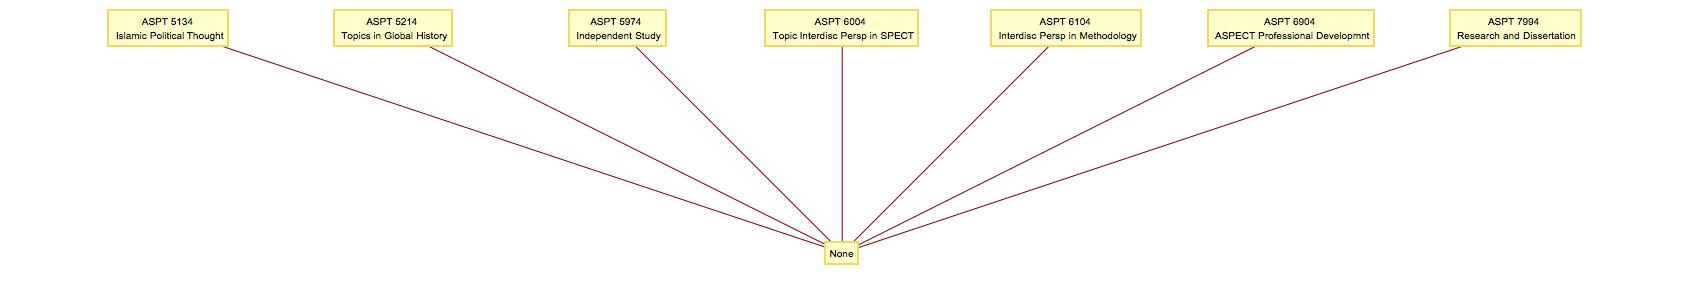 ASPT 5134
Islamic Political Thought
ASPT 5214
Topics in Global History
ASPT 5974
Independent Study
ASPT 6004
Topic Interdisc Persp in SPECT
ASPT 6104
Interdisc Persp in Methodology
ASPT 6904
ASPECT Professional Developmnt
ASPT 7994
Research and Dissertation
None